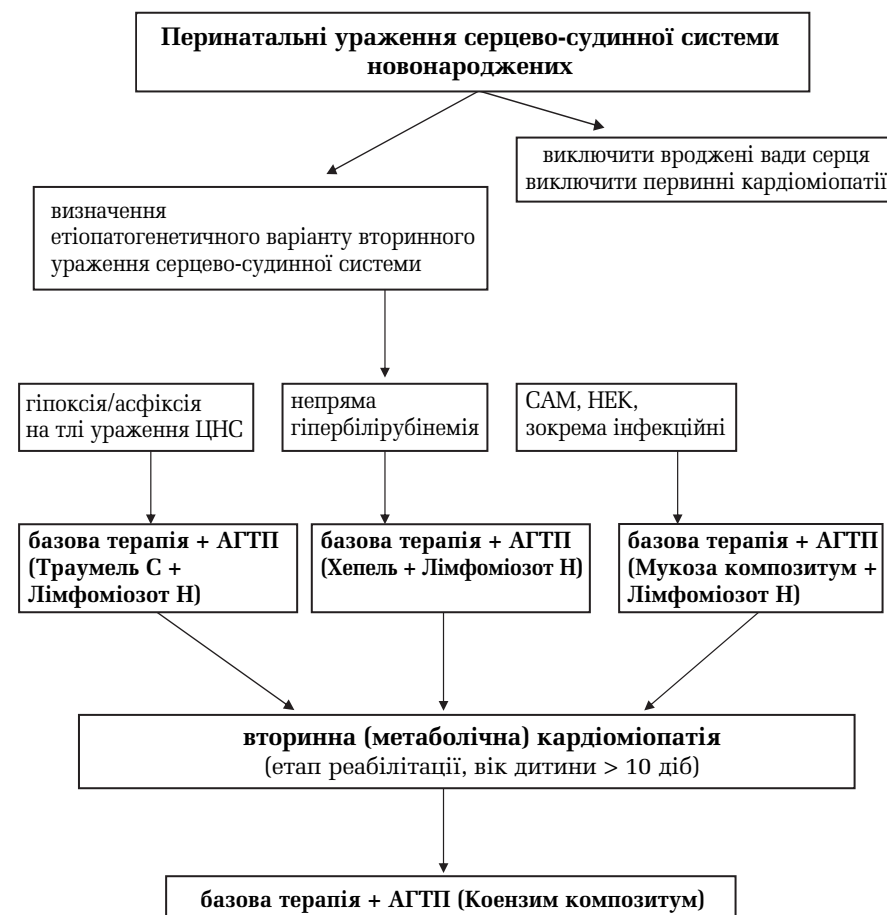 Перинатальні ураження серцево-судинної системи
новонароджених
виключити вроджені вади серця
виключити первинні кардіоміопатії
визначення
етіопатогенетичного варіанту вторинного
ураження серцево-судинної системи
гіпоксія/асфіксія
на тлі ураження ЦНС
непряма
гіпербілірубінемія
САМ, НЕК,
зокрема інфекційні
базова терапія + АГТП
(Траумель С +
Лімфоміозот Н)
базова терапія + АГТП
(Хепель + Лімфоміозот Н)
базова терапія + АГТП
(Мукоза композитум +
Лімфоміозот Н)
вторинна (метаболічна) кардіоміопатія
(етап реабілітації, вік дитини > 10 діб)
базова терапія + АГТП (Коензим композитум)